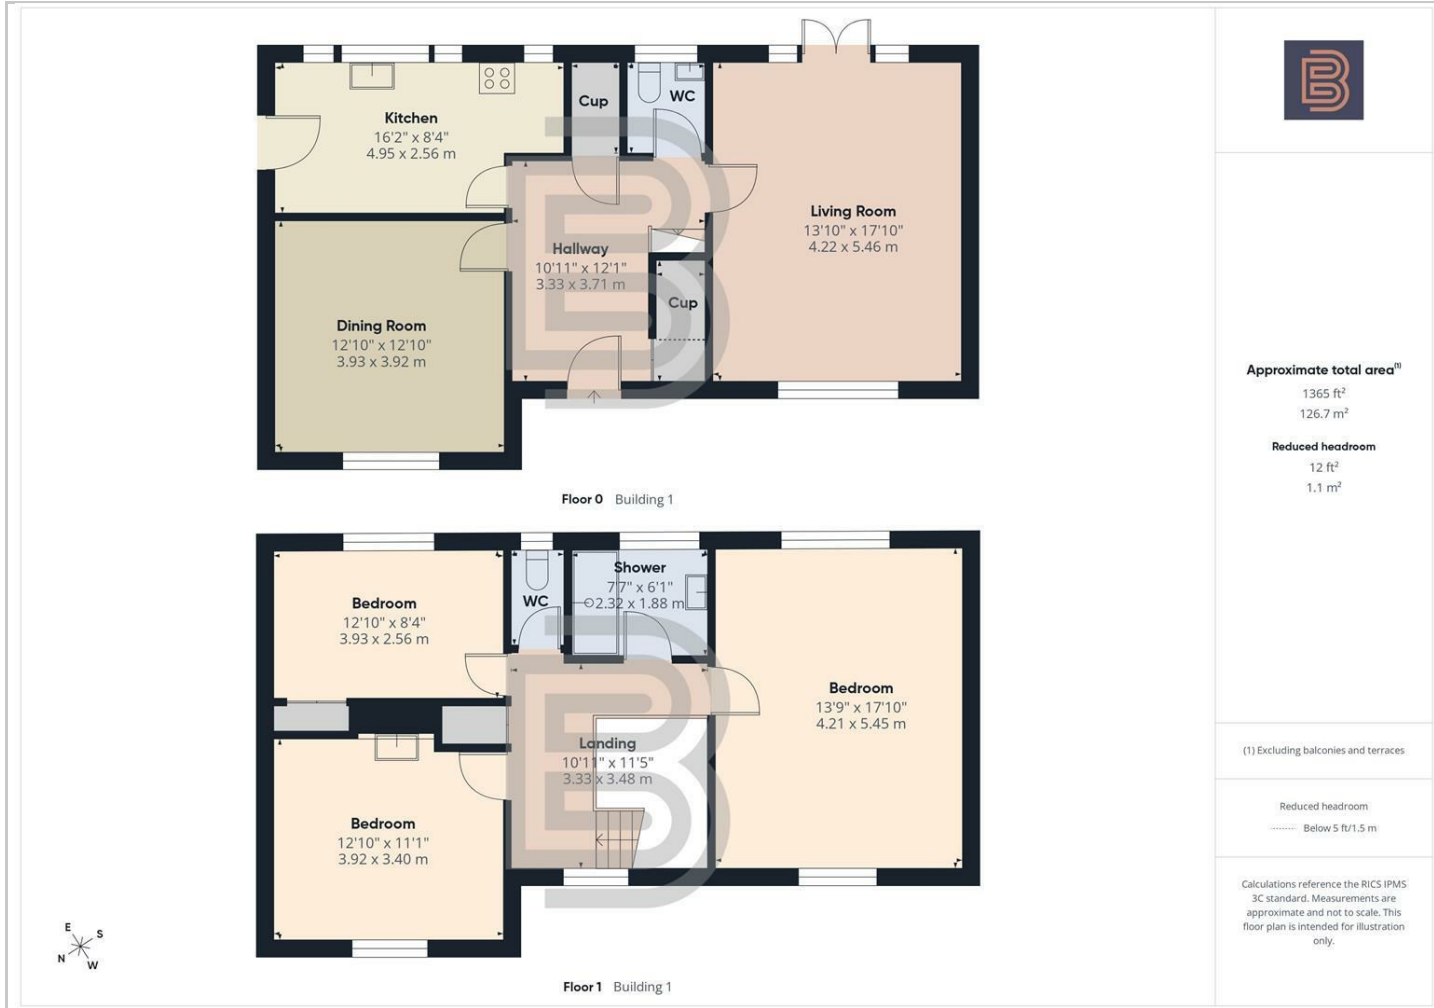 Kitchen
16'2" x 8'4"
4.95 x 2.56 m
Cup
WC
Living Room
13'10" x 17'10"
4.22 x 5.46 m
Hallway
10'11" x 12'1"
3.33 x 3.71 m
Cup
Dining Room
12'10" x 12'10"
3.93 x 3.92 m
Floor 0 Building 1
Bedroom
12'10" x 8'4"
3.93 x 2.56 m
WC
Shower
7'7" x 6'1"
2.32 x 1.88 m
Bedroom
13'9" x 17'10"
4.21 x 5.45 m
Landing
10'11" x 11'5"
3.33 x 3.48 m
Bedroom
12'10" x 11'1"
3.92 x 3.40 m
Floor 1 Building 1
E
S
N
W
B
Approximate total area(1)
1365 ft²
126.7 m²
Reduced headroom
12 ft²
1.1 m²
(1) Excluding balconies and terraces
Reduced headroom
Below 5 ft/1.5 m
Calculations reference the RICS IPMS
3C standard. Measurements are
approximate and not to scale. This
floor plan is intended for illustration
only.